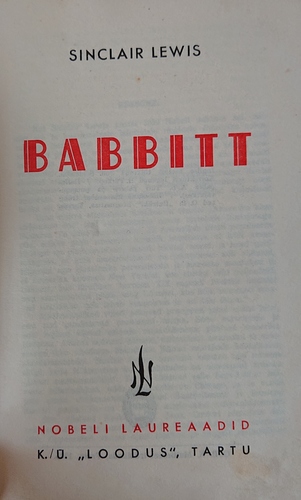 SINCLAIR LEWIS
BABBITT
NOBELI LAUREAADID
K./Ü. „LOODUS", TARTU